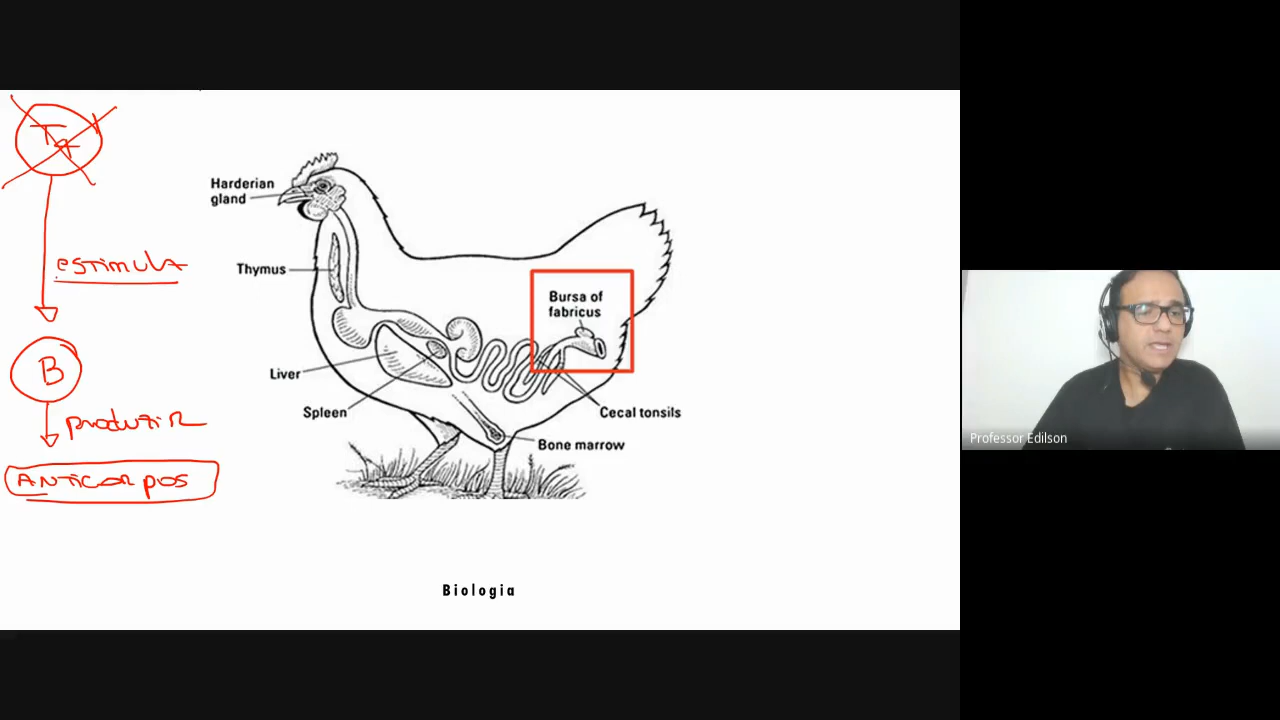 T4
estimula
B
produzir
ANTICORPOS
Harderian
gland
Thymus
Liver
Spleen
Bursa of
fabricus
Cecal tonsils
Bone marrow
Biologia
Professor Edilson